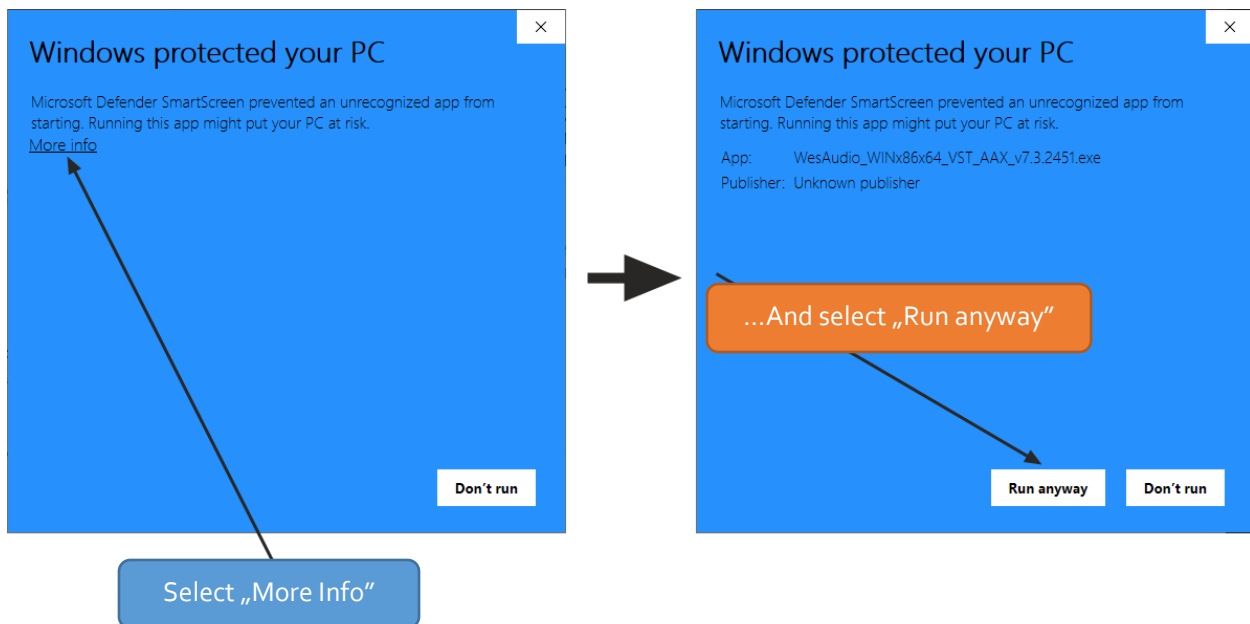 Windows protected your PC
Microsoft Defender SmartScreen prevented an unrecognized app from
starting. Running this app might put your PC at risk.
More info
Don't run
Select „More Info”
Windows protected your PC
Microsoft Defender SmartScreen prevented an unrecognized app from
starting. Running this app might put your PC at risk.
App: WesAudio_WINx86x64_VST_AAX_v7.3.2451.exe
Publisher: Unknown publisher
...And select „Run anyway”
Run anyway Don't run